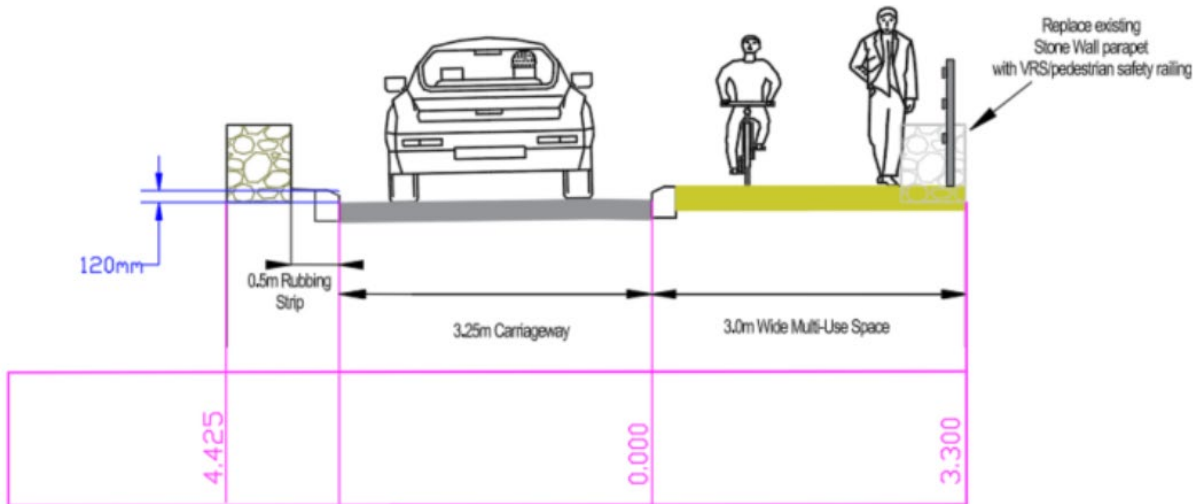 Replace existing
Stone Wall parapet
with VRS/pedestrian safety railing
120mm
0.5m Rubbing
Strip
3.25m Carriageway
3.0m Wide Multi-Use Space
4.425
0.000
3.300